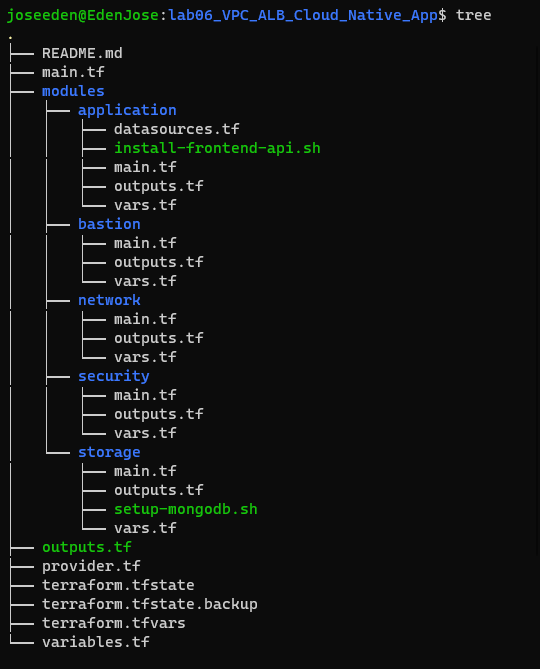 joseeden@EdenJose:lab06_VPC_ALB_Cloud_Native_App$ tree
.
├── README.md
├── main.tf
├── modules
│   ├── application
│   │   ├── datasources.tf
│   │   ├── install-frontend-api.sh
│   │   ├── main.tf
│   │   ├── outputs.tf
│   │   └── vars.tf
│   ├── bastion
│   │   ├── main.tf
│   │   ├── outputs.tf
│   │   └── vars.tf
│   ├── network
│   │   ├── main.tf
│   │   ├── outputs.tf
│   │   └── vars.tf
│   ├── security
│   │   ├── main.tf
│   │   ├── outputs.tf
│   │   └── vars.tf
│   └── storage
│       ├── main.tf
│       ├── outputs.tf
│       ├── setup-mongodb.sh
│       └── vars.tf
├── outputs.tf
├── provider.tf
├── terraform.tfstate
├── terraform.tfstate.backup
├── terraform.tfvars
└── variables.tf